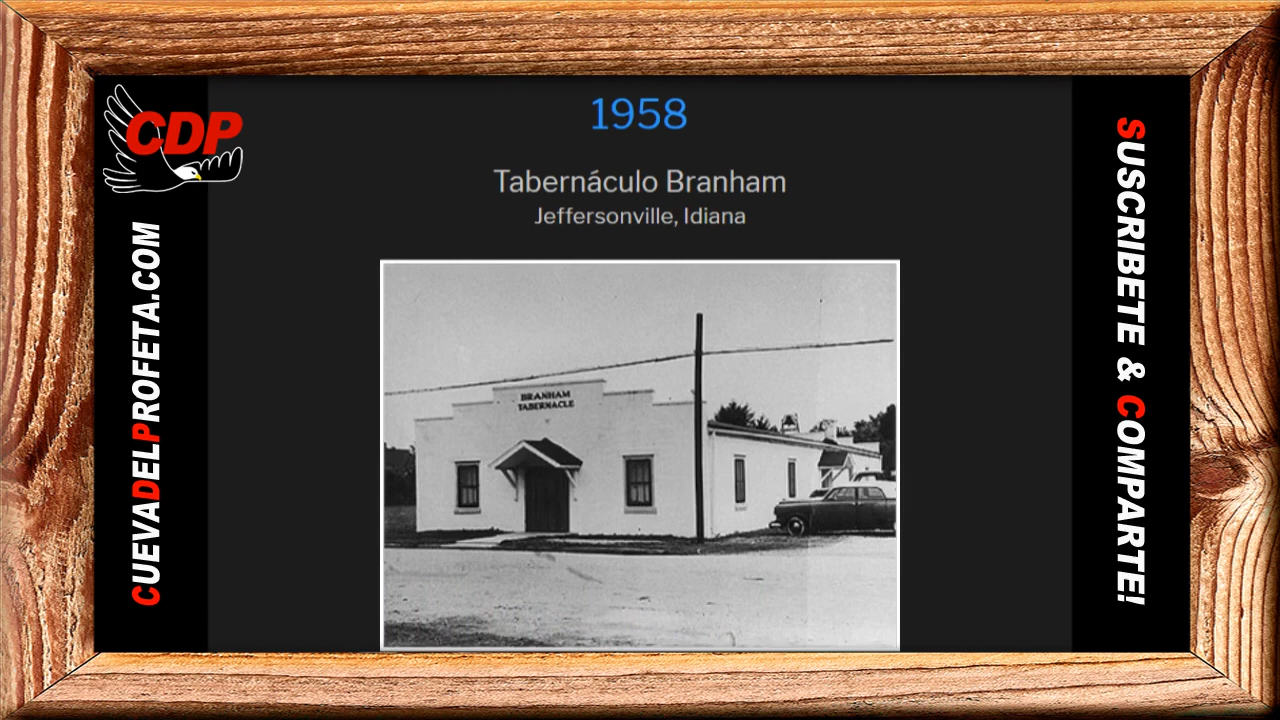 CDP
CUEVADELPROFETA.COM
1958
Tabernáculo Branham
Jeffersonville, Idiana
BRANHAM
TABERNACLE
SUSCRIBETE & COMPARTE!